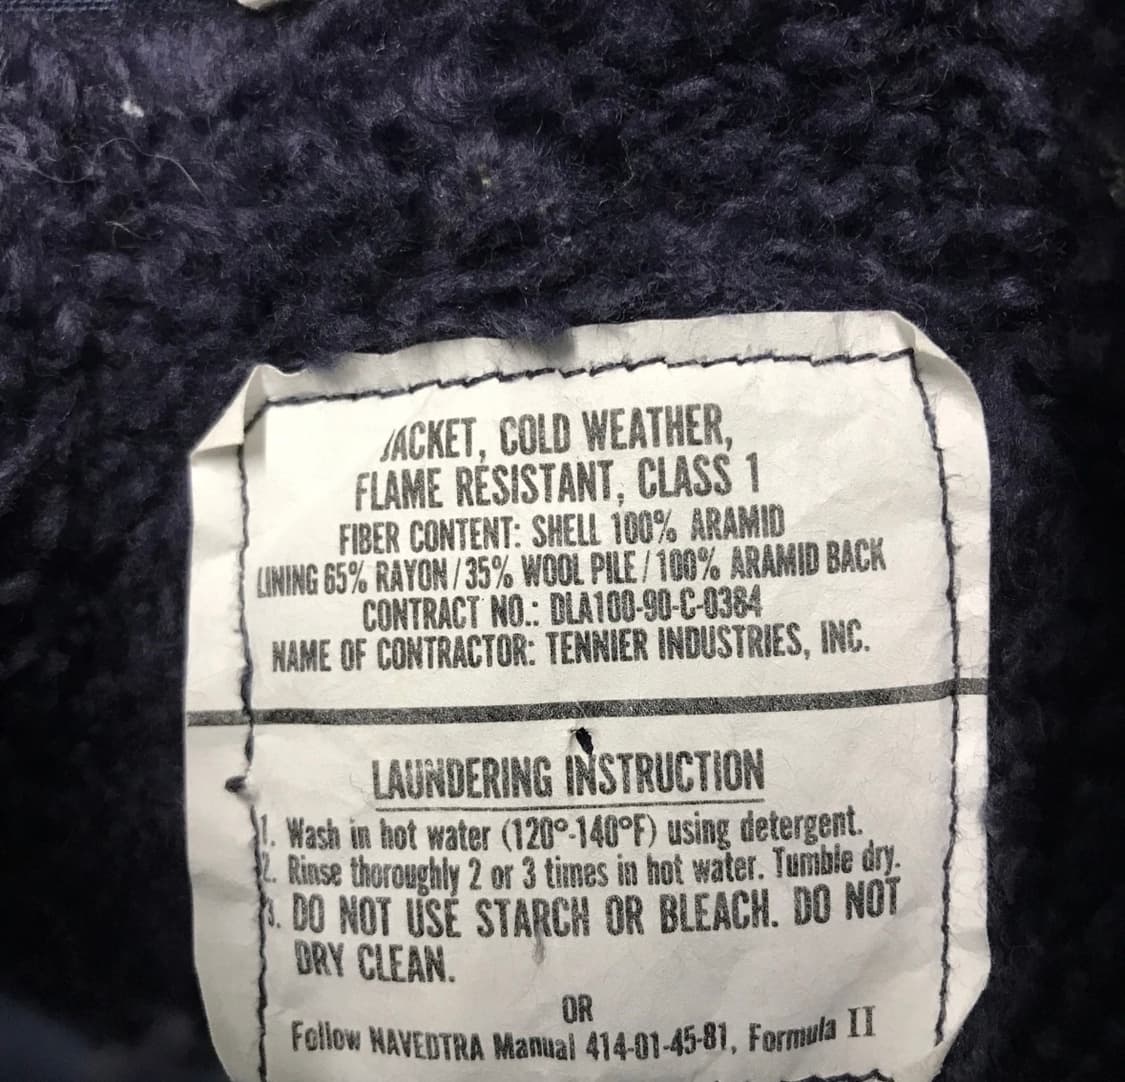 JACKET, COLD WEATHER,
FLAME RESISTANT, CLASS 1
FIBER CONTENT: SHELL 100% ARAMID
LINING 65% RAYON / 35% WOOL PILE / 100% ARAMID BACK
CONTRACT NO.: DLA100-90-C-0364
NAME OF CONTRACTOR: TENNIER INDUSTRIES, INC.
LAUNDERING INSTRUCTION
1. Wash in hot water (120º-140ºF) using detergent.
2. Rinse thoroughly 2 or 3 times in hot water. Tumble dry.
3. DO NOT USE STARCH OR BLEACH. DO NOT
DRY CLEAN.
OR
Follow NAVEDTRA Manual 414-01-45-81, Formula II